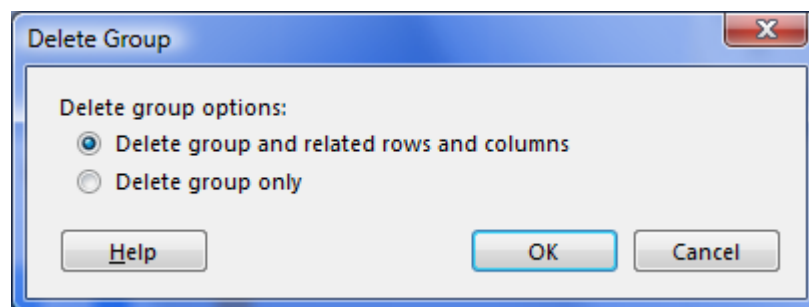 Delete Group
Delete group options:
Delete group and related rows and columns
Delete group only
Help
OK
Cancel